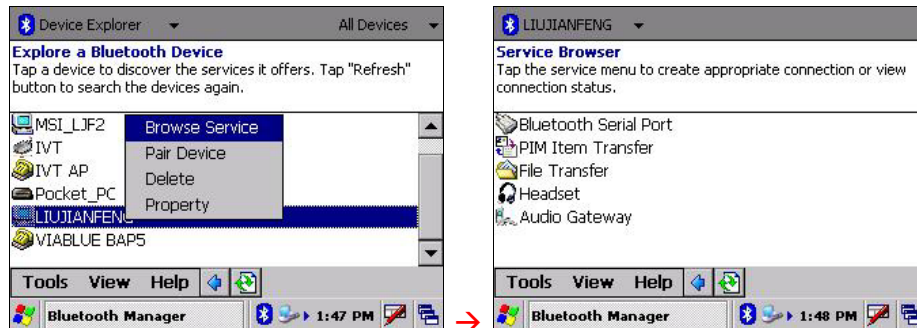 Device Explorer All Devices
Explore a Bluetooth Device
Tap a device to discover the services it offers. Tap "Refresh"
button to search the devices again.
MSI_LJF2
IVT
IVT AP
Pocket_PC
LIUJIANFENG
VIABLUE BAP5
Browse Service
Pair Device
Delete
Property
Tools View Help
Bluetooth Manager 1:47 PM
→
LIUJIANFENG
Service Browser
Tap the service menu to create appropriate connection or view
connection status.
Bluetooth Serial Port
PIM Item Transfer
File Transfer
Headset
Audio Gateway
Tools View Help
Bluetooth Manager 1:48 PM